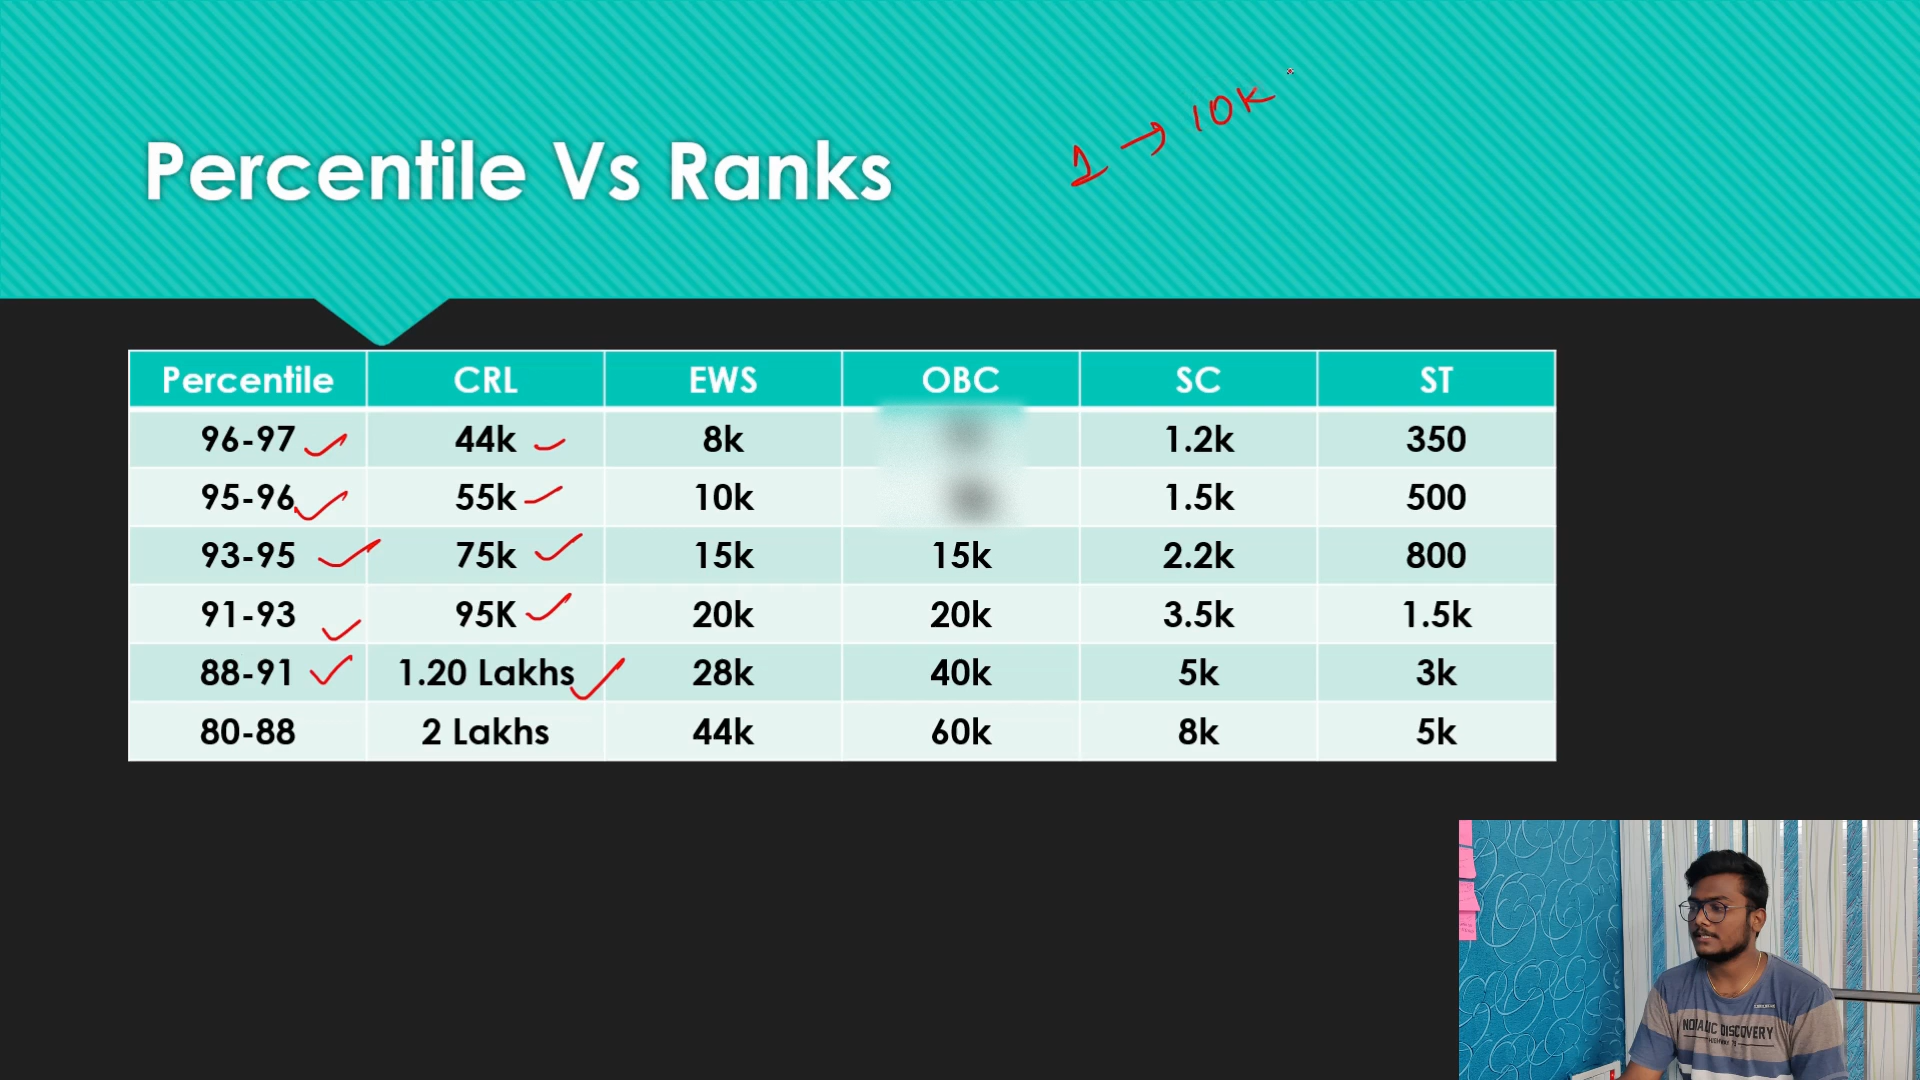 1 → 10K
Percentile Vs Ranks
Percentile CRL EWS OBC SC ST
96-97 44k 8k 1.2k 350
95-96 55k 10k 1.5k 500
93-95 75k 15k 15k 2.2k 800
91-93 95K 20k 20k 3.5k 1.5k
88-91 1.20 Lakhs 28k 40k 5k 3k
80-88 2 Lakhs 44k 60k 8k 5k
DISCOVERY